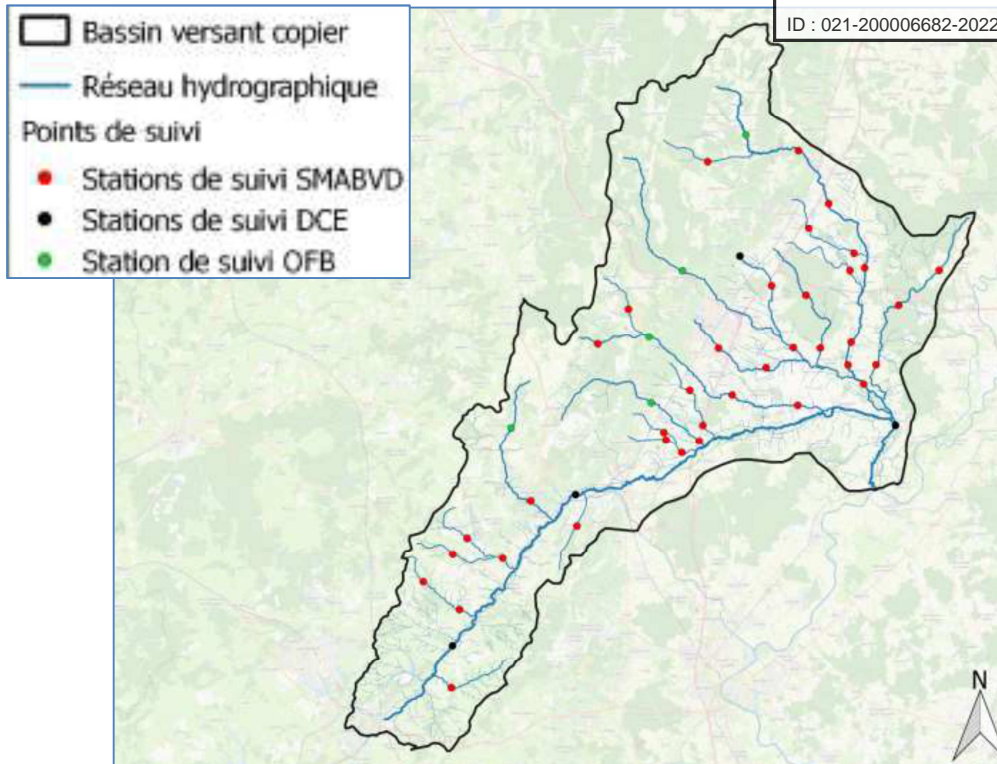 ID : 021-200006682-2022
Bassin versant copier
Réseau hydrographique
Points de suivi
Stations de suivi SMABVD
Stations de suivi DCE
Station de suivi OFB
N